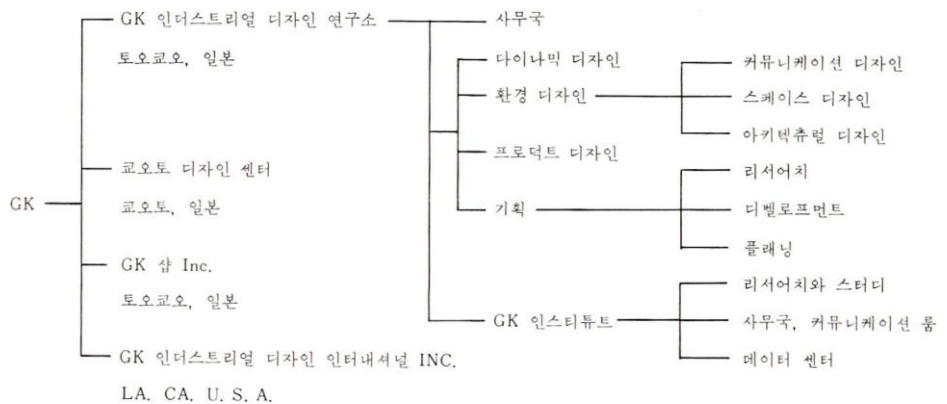 GK
GK 인더스트리얼 디자인 연구소
토오쿄오, 일본
쿄오토 디자인 센터
쿄오토, 일본
GK 샵 Inc.
토오쿄오, 일본
GK 인더스트리얼 디자인 인터내셔널 INC.
LA. CA. U. S. A.
사무국
다이나믹 디자인
환경 디자인
프로덕트 디자인
기획
GK 인스티튜트
커뮤니케이션 디자인
스페이스 디자인
아키텍츄럴 디자인
리서어치
디벨로프먼트
플래닝
리서어치와 스터디
사무국, 커뮤니케이션 룸
데이터 센터